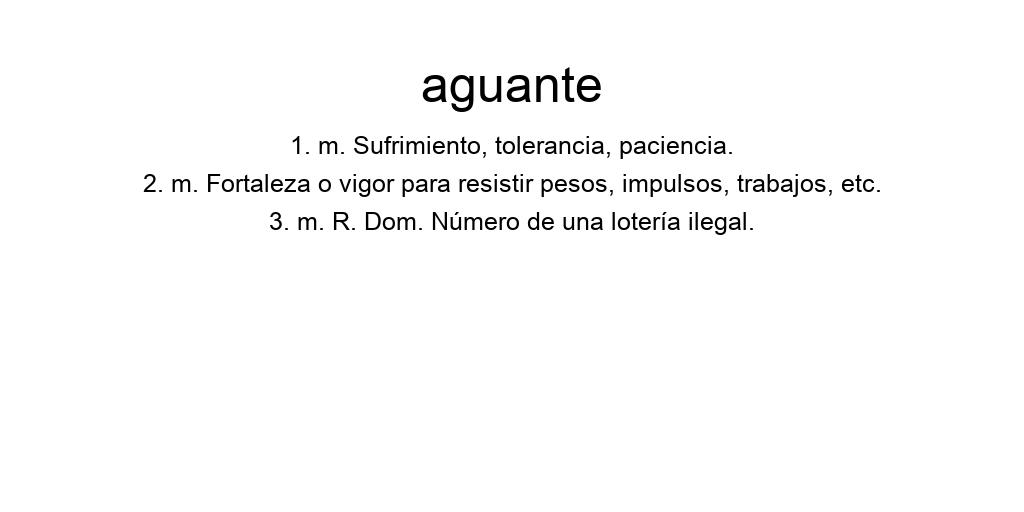 aguante
1. m. Sufrimiento, tolerancia, paciencia.
2. m. Fortaleza o vigor para resistir pesos, impulsos, trabajos, etc.
3. m. R. Dom. Número de una lotería ilegal.